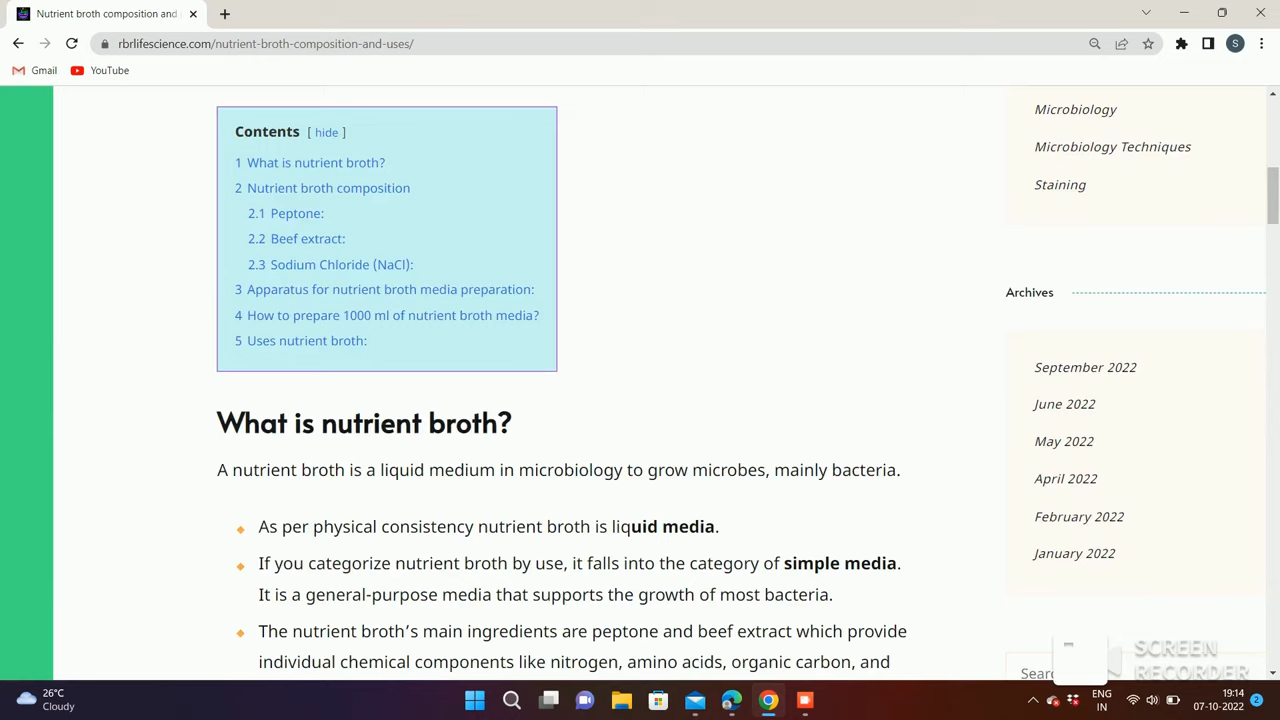 Nutrient broth composition and
rbrlifescience.com/nutrient-broth-composition-and-uses/
S
Gmail
YouTube
Contents [ hide ]
1 What is nutrient broth?
2 Nutrient broth composition
2.1 Peptone:
2.2 Beef extract:
2.3 Sodium Chloride (NaCl):
3 Apparatus for nutrient broth media preparation:
4 How to prepare 1000 ml of nutrient broth media?
5 Uses nutrient broth:
What is nutrient broth?
A nutrient broth is a liquid medium in microbiology to grow microbes, mainly bacteria.
As per physical consistency nutrient broth is liquid media.
If you categorize nutrient broth by use, it falls into the category of simple media.
It is a general-purpose media that supports the growth of most bacteria.
The nutrient broth’s main ingredients are peptone and beef extract which provide
individual chemical components like nitrogen, amino acids, organic carbon, and
Microbiology
Microbiology Techniques
Staining
Archives
September 2022
June 2022
May 2022
April 2022
February 2022
January 2022
Searc
SCREEN
RECORDER
26°C
Cloudy
ENG
IN
19:14
07-10-2022
2